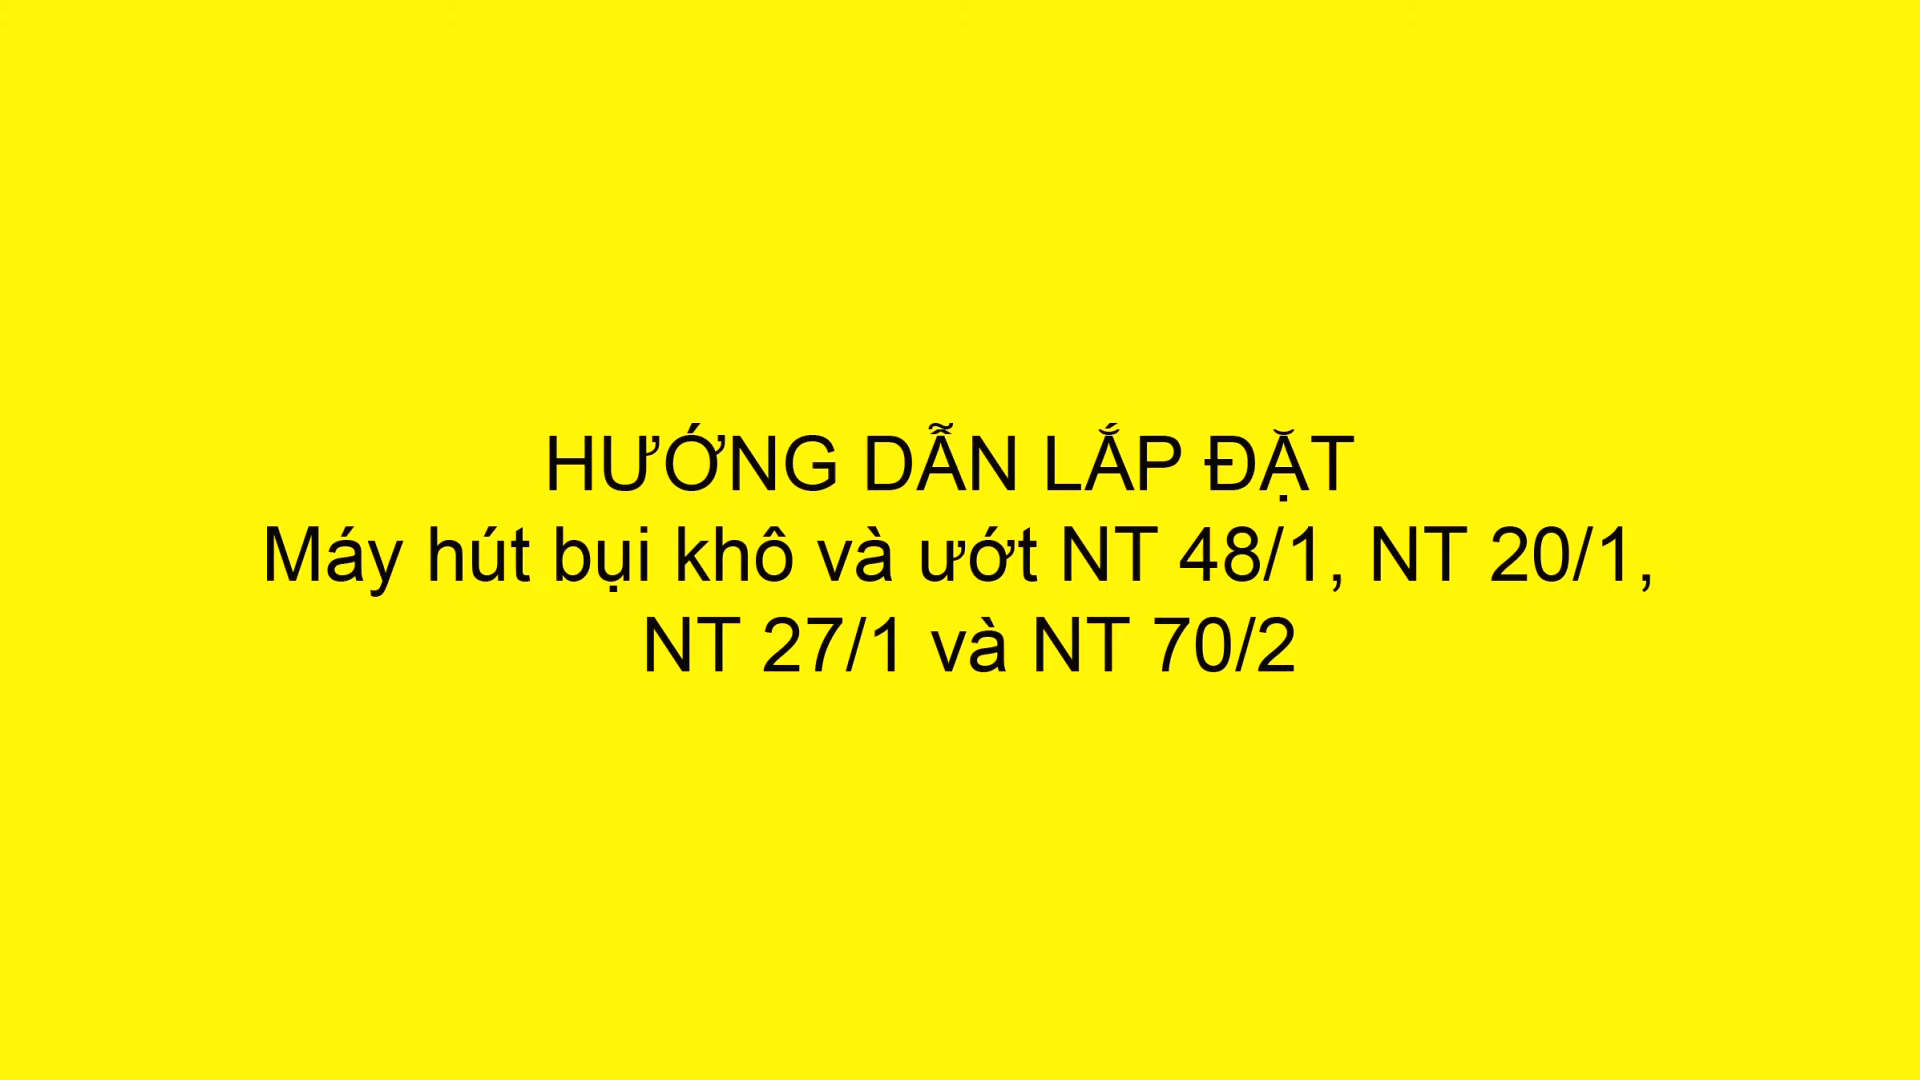 HƯỚNG DẪN LẮP ĐẶT
Máy hút bụi khô và ướt NT 48/1, NT 20/1,
NT 27/1 và NT 70/2